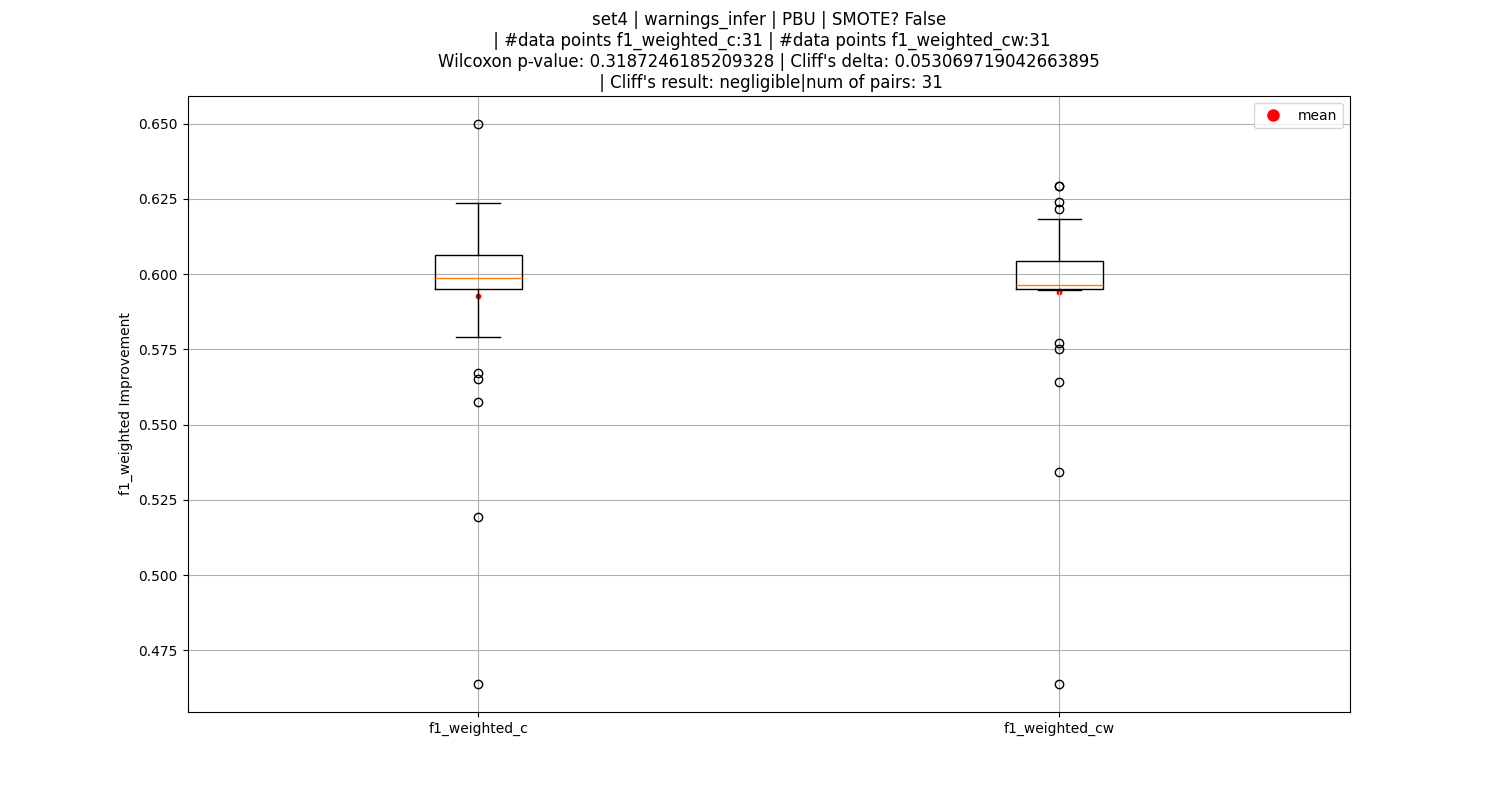 set4 | warnings_infer | PBU | SMOTE? False
| #data points f1_weighted_c:31 | #data points f1_weighted_cw:31
Wilcoxon p-value: 0.3187246185209328 | Cliff's delta: 0.053069719042663895
| Cliff's result: negligible|num of pairs: 31
mean
0.650
0.625
0.600
0.575
0.550
0.525
0.500
0.475
f1_weighted Improvement
f1_weighted_c
f1_weighted_cw